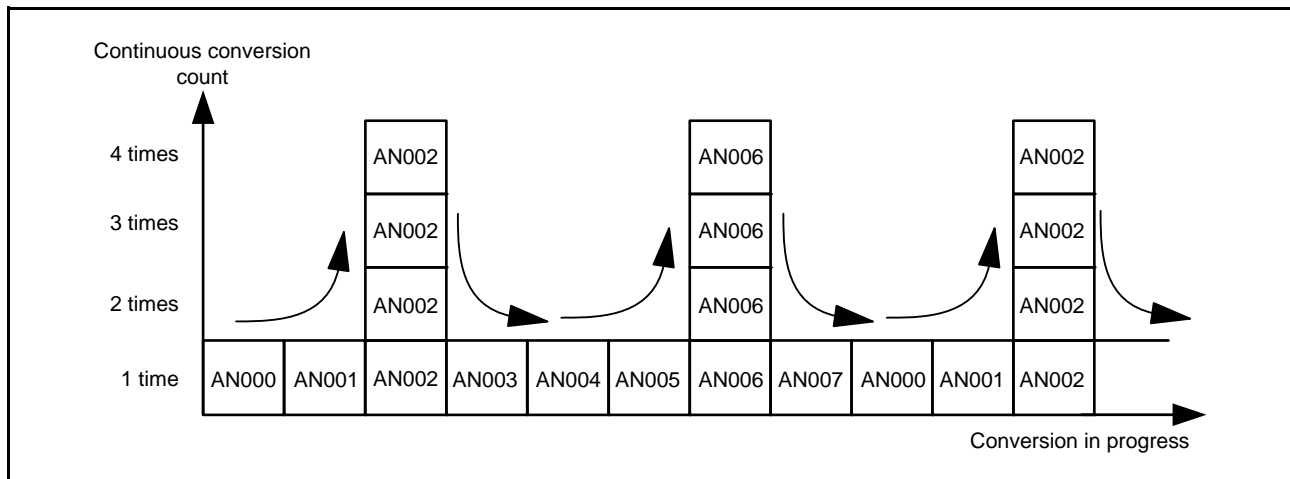 Continuous conversion
count
4 times
AN002
AN006
AN002
3 times
AN002
AN006
AN002
2 times
AN002
AN006
AN002
1 time
AN000
AN001
AN002
AN003
AN004
AN005
AN006
AN007
AN000
AN001
AN002
Conversion in progress